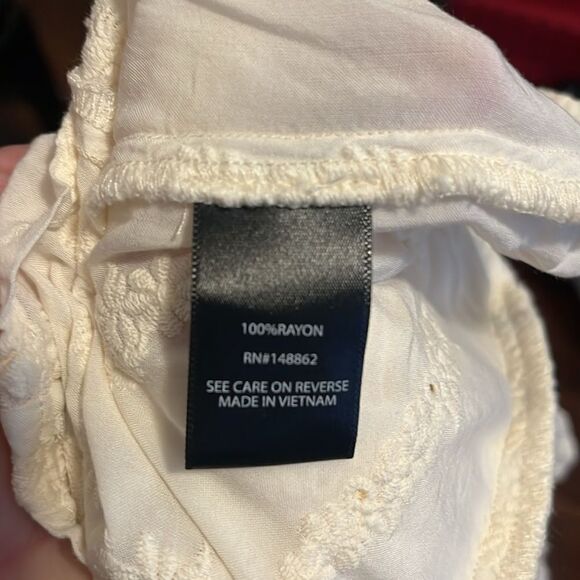 100%RAYON
RN#148862
SEE CARE ON REVERSE
MADE IN VIETNAM